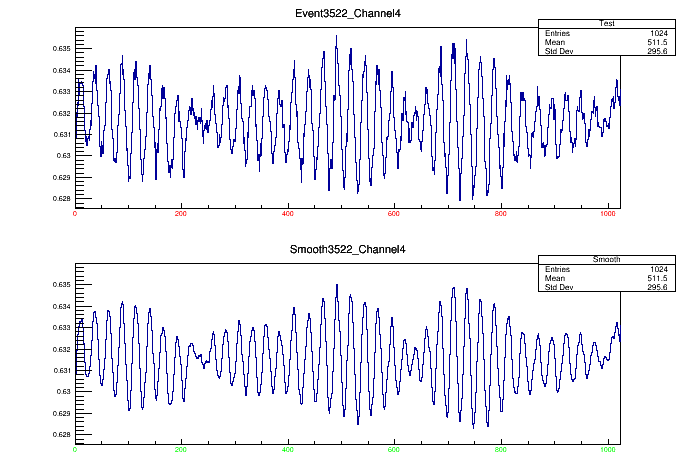 Event3522_Channel4
Test
Entries 1024
Mean 511.5
Std Dev 295.6
0.635
0.634
0.633
0.632
0.631
0.63
0.629
0.628
0 200 400 600 800 1000
Smooth3522_Channel4
Smooth
Entries 1024
Mean 511.5
Std Dev 295.6
0.635
0.634
0.633
0.632
0.631
0.63
0.629
0.628
0 200 400 600 800 1000